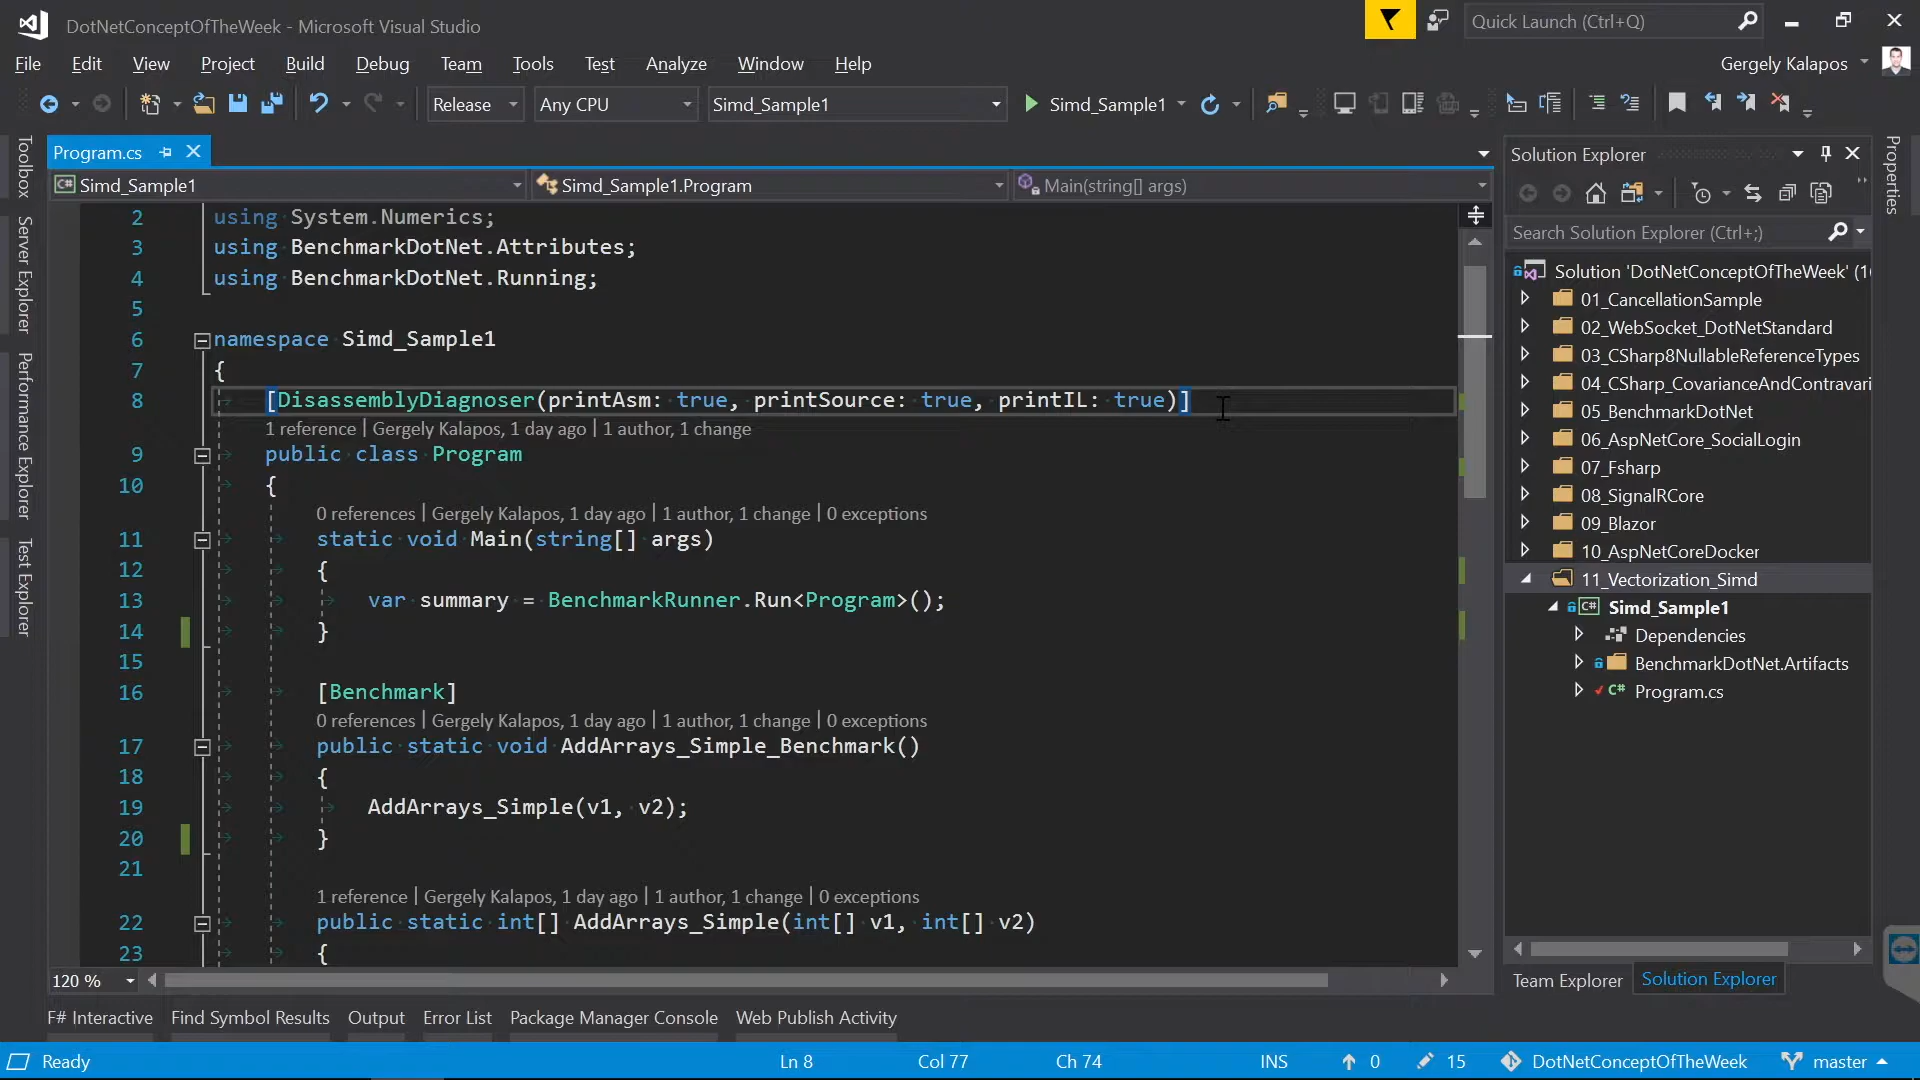 DotNetConceptOfTheWeek - Microsoft Visual Studio
Quick Launch (Ctrl+Q)
File Edit View Project Build Debug Team Tools Test Analyze Window Help
Gergely Kalapos
Release Any CPU Simd_Sample1 Simd_Sample1
Toolbox
Server Explorer
Performance Explorer
Test Explorer
Program.cs
Simd_Sample1 Simd_Sample1.Program Main(string[] args)
2 using System.Numerics;
3 using BenchmarkDotNet.Attributes;
4 using BenchmarkDotNet.Running;
5
6 namespace Simd_Sample1
7 {
8 [DisassemblyDiagnoser(printAsm: true, printSource: true, printIL: true)]
1 reference | Gergely Kalapos, 1 day ago | 1 author, 1 change
9 public class Program
10 {
0 references | Gergely Kalapos, 1 day ago | 1 author, 1 change | 0 exceptions
11 static void Main(string[] args)
12 {
13 var summary = BenchmarkRunner.Run<Program>();
14 }
15
16 [Benchmark]
0 references | Gergely Kalapos, 1 day ago | 1 author, 1 change | 0 exceptions
17 public static void AddArrays_Simple_Benchmark()
18 {
19 AddArrays_Simple(v1, v2);
20 }
21
1 reference | Gergely Kalapos, 1 day ago | 1 author, 1 change | 0 exceptions
22 public static int[] AddArrays_Simple(int[] v1, int[] v2)
23 {
120 %
Solution Explorer
Search Solution Explorer (Ctrl+;)
Solution 'DotNetConceptOfTheWeek' (1
01_CancellationSample
02_WebSocket_DotNetStandard
03_CSharp8NullableReferenceTypes
04_CSharp_CovarianceAndContravari
05_BenchmarkDotNet
06_AspNetCore_SocialLogin
07_Fsharp
08_SignalRCore
09_Blazor
10_AspNetCoreDocker
11_Vectorization_Simd
C# Simd_Sample1
Dependencies
BenchmarkDotNet.Artifacts
C# Program.cs
Team Explorer Solution Explorer
Properties
F# Interactive Find Symbol Results Output Error List Package Manager Console Web Publish Activity
Ready Ln 8 Col 77 Ch 74 INS 0 15 DotNetConceptOfTheWeek master